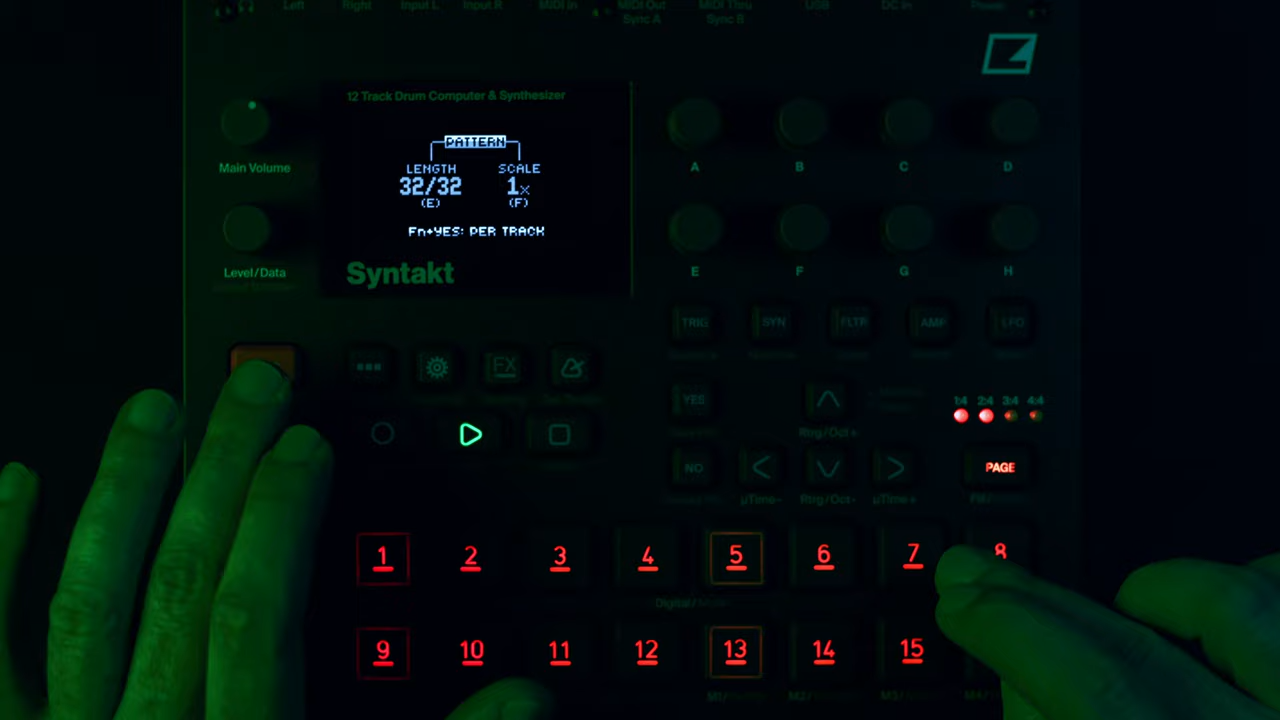 Left Right Input L Input R MIDI In MIDI Out MIDI Thru USB DC In Power
Sync A Sync B
12 Track Drum Computer & Synthesizer
PATTERN
LENGTH SCALE
32/32 1x
(E) (F)
Fn+YES: PER TRACK
Syntakt
Main Volume
Level/Data
A B C D
E F G H
TRIG SYN FLTR AMP LFO
FX
YES
1:4 2:4 3:4 4:4
Rtrg/Oct+
NO
PAGE
µTime- Rtrg/Oct- µTime+
1 2 3 4 5 6 7 8
Digital/
9 10 11 12 13 14 15